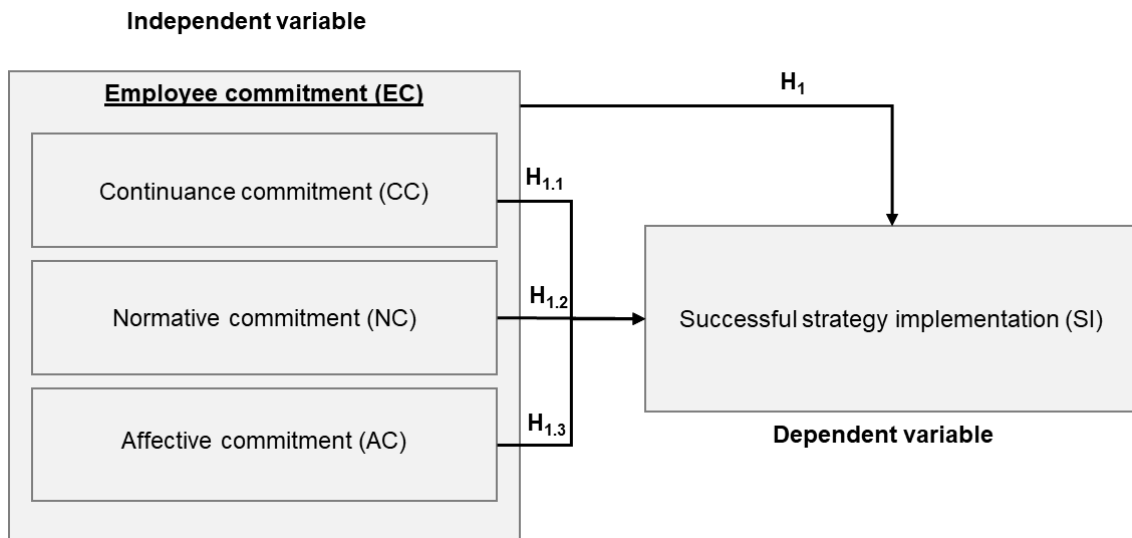 Independent variable
Employee commitment (EC)
H1
Continuance commitment (CC)
H1.1
Normative commitment (NC)
H1.2
Successful strategy implementation (SI)
Affective commitment (AC)
H1.3
Dependent variable